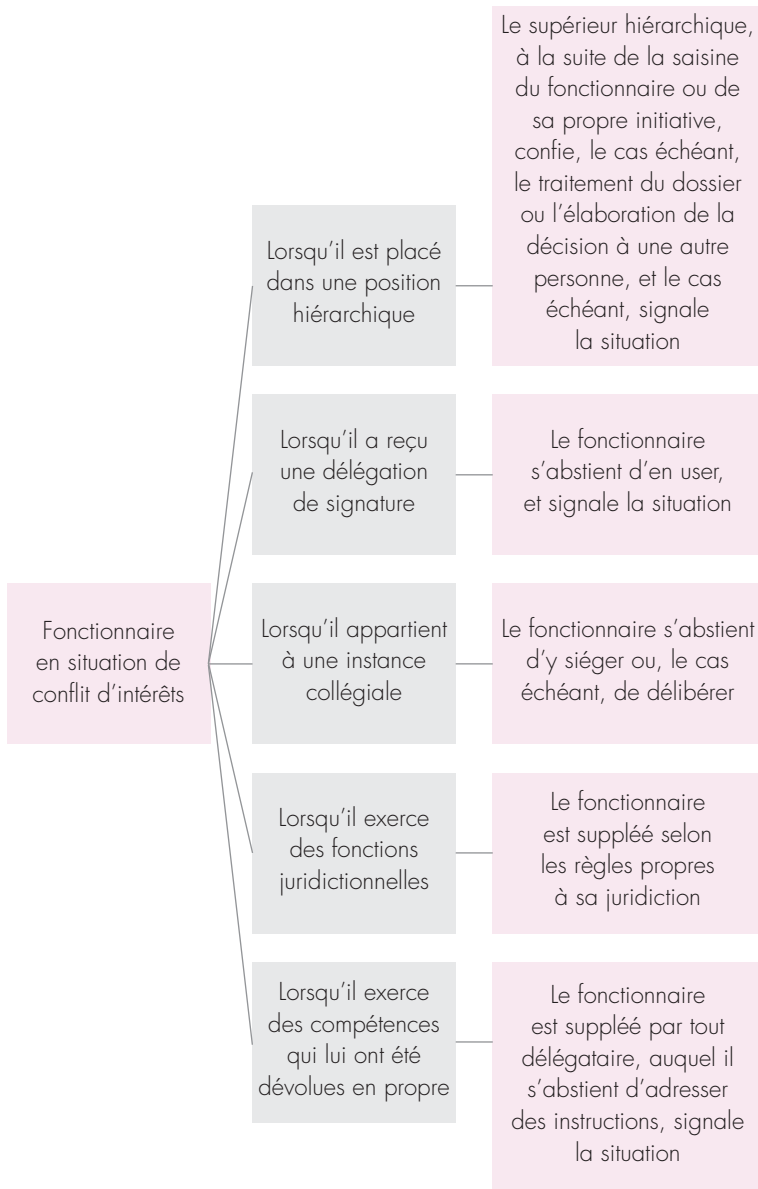 Fonctionnaire
en situation de
conflit d'intérêts
Lorsqu'il est placé
dans une position
hiérarchique
Le supérieur hiérarchique,
à la suite de la saisine
du fonctionnaire ou de
sa propre initiative,
confie, le cas échéant,
le traitement du dossier
ou l'élaboration de la
décision à une autre
personne, et le cas
échéant, signale
la situation
Lorsqu'il a reçu
une délégation
de signature
Le fonctionnaire
s'abstient d'en user,
et signale la situation
Lorsqu'il appartient
à une instance
collégiale
Le fonctionnaire s'abstient
d'y siéger ou, le cas
échéant, de délibérer
Lorsqu'il exerce
des fonctions
juridictionnelles
Le fonctionnaire
est suppléé selon
les règles propres
à sa juridiction
Lorsqu'il exerce
des compétences
qui lui ont été
dévolues en propre
Le fonctionnaire
est suppléé par tout
délégataire, auquel il
s'abstient d'adresser
des instructions, signale
la situation